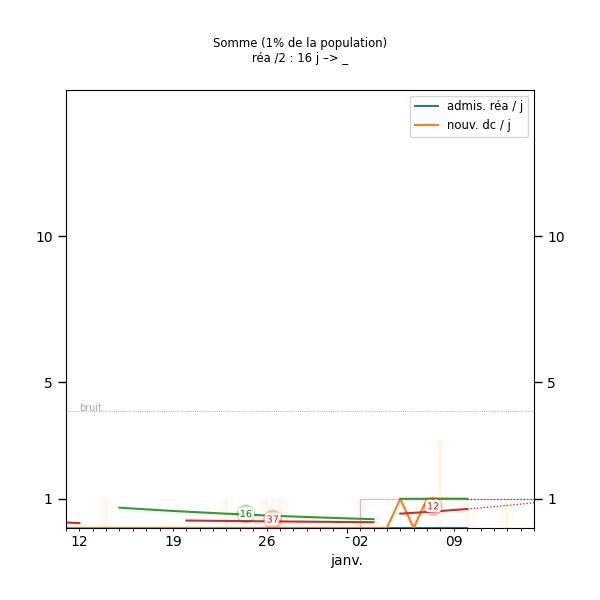 Somme (1% de la population)
réa /2 : 16 j –> _
admis. réa / j
nouv. dc / j
10
10
5
5
bruit
1
1
16
37
12
12
19
26
02
09
janv.